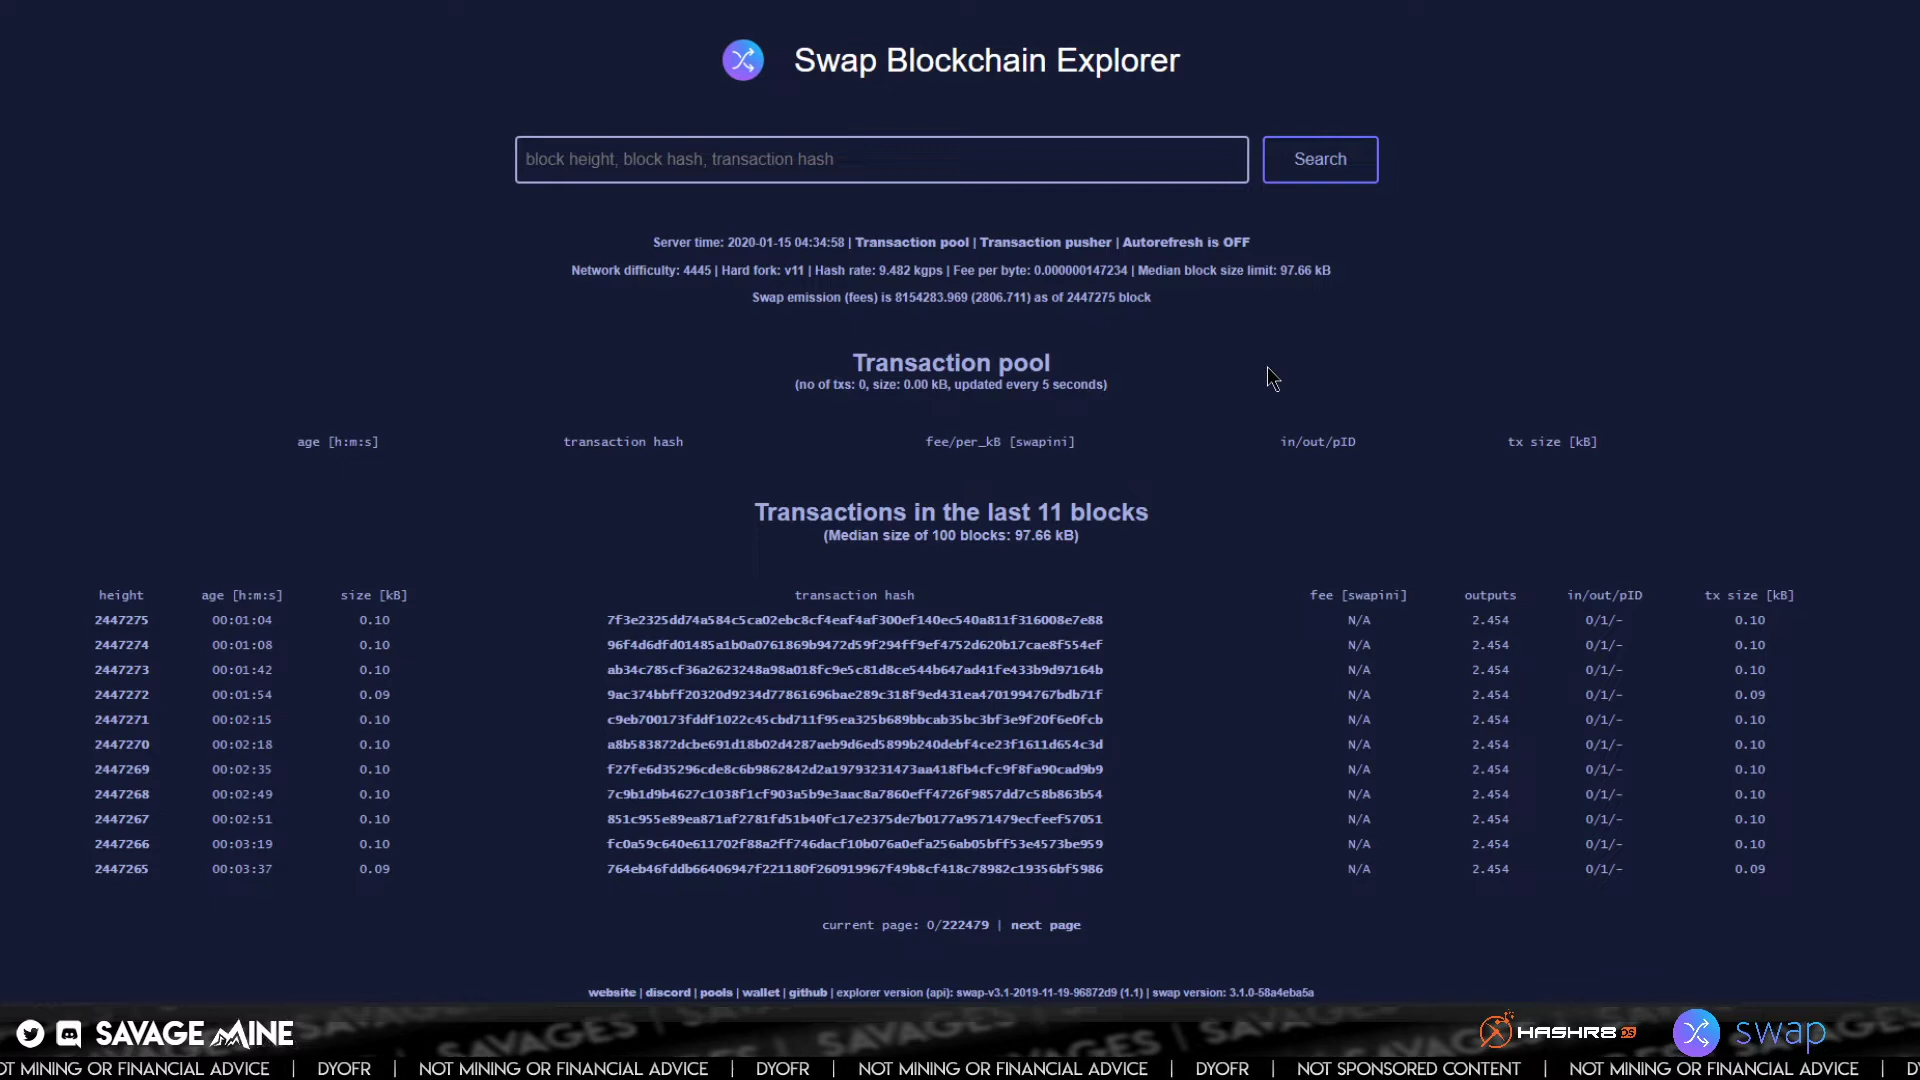 Swap Blockchain Explorer
block height, block hash, transaction hash
Search
Server time: 2020-01-15 04:34:58 | Transaction pool | Transaction pusher | Autorefresh is OFF
Network difficulty: 4445 | Hard fork: v11 | Hash rate: 9.482 kgps | Fee per byte: 0.000000147234 | Median block size limit: 97.66 kB
Swap emission (fees) is 8154283.969 (2806.711) as of 2447275 block
Transaction pool
(no of txs: 0, size: 0.00 kB, updated every 5 seconds)
age [h:m:s] transaction hash fee/per_kB [swapini] in/out/pID tx size [kB]
Transactions in the last 11 blocks
(Median size of 100 blocks: 97.66 kB)
height age [h:m:s] size [kB] transaction hash fee [swapini] outputs in/out/pID tx size [kB]
2447275 00:01:04 0.10 7f3e2325dd74a584c5ca02ebc8cf4eaf4af300ef140ec540a811f316008e7e88 N/A 2.454 0/1/- 0.10
2447274 00:01:08 0.10 96f4d6dfd01485a1b0a0761869b9472d59f294ff9ef4752d620b17cae8f554ef N/A 2.454 0/1/- 0.10
2447273 00:01:42 0.10 ab34c785cf36a2623248a98a018fc9e5c81d8ce544b647ad41fe433b9d97164b N/A 2.454 0/1/- 0.10
2447272 00:01:54 0.09 9ac374bbff20320d9234d77861696bae289c318f9ed431ea4701994767bdb71f N/A 2.454 0/1/- 0.09
2447271 00:02:15 0.10 c9eb700173fddf1022c45cbd711f95ea325b689bbcab35bc3bf3e9f20f6e0fcb N/A 2.454 0/1/- 0.10
2447270 00:02:18 0.10 a8b583872dcbe691d18b02d4287aeb9d6ed5899b240debf4ce23f1611d654c3d N/A 2.454 0/1/- 0.10
2447269 00:02:35 0.10 f27fe6d35296cde8c6b9862842d2a19793231473aa418fb4cfc9f8fa90cad9b9 N/A 2.454 0/1/- 0.10
2447268 00:02:49 0.10 7c9b1d9b4627c1038f1cf903a5b9e3aac8a7860eff4726f9857dd7c58b863b54 N/A 2.454 0/1/- 0.10
2447267 00:02:51 0.10 851c955e89ea871af2781fd51b40fc17e2375de7b0177a9571479ecfeef57051 N/A 2.454 0/1/- 0.10
2447266 00:03:19 0.10 fc0a59c640e611702f88a2ff746dacf10b076a0efa256ab05bff53e4573be959 N/A 2.454 0/1/- 0.10
2447265 00:03:37 0.09 764eb46fddb66406947f221180f260919967f49b8cf418c78982c19356bf5986 N/A 2.454 0/1/- 0.09
current page: 0/222479 | next page
website | discord | pools | wallet | github | explorer version (api): swap-v3.1-2019-11-19-96872d9 (1.1) | swap version: 3.1.0-58a4eba5a
SAVAGE MINE HASHR8 OS swap
OT MINING OR FINANCIAL ADVICE | DYOFR | NOT MINING OR FINANCIAL ADVICE | DYOFR | NOT MINING OR FINANCIAL ADVICE | DYOFR | NOT SPONSORED CONTENT | NOT MINING OR FINANCIAL ADVICE | D